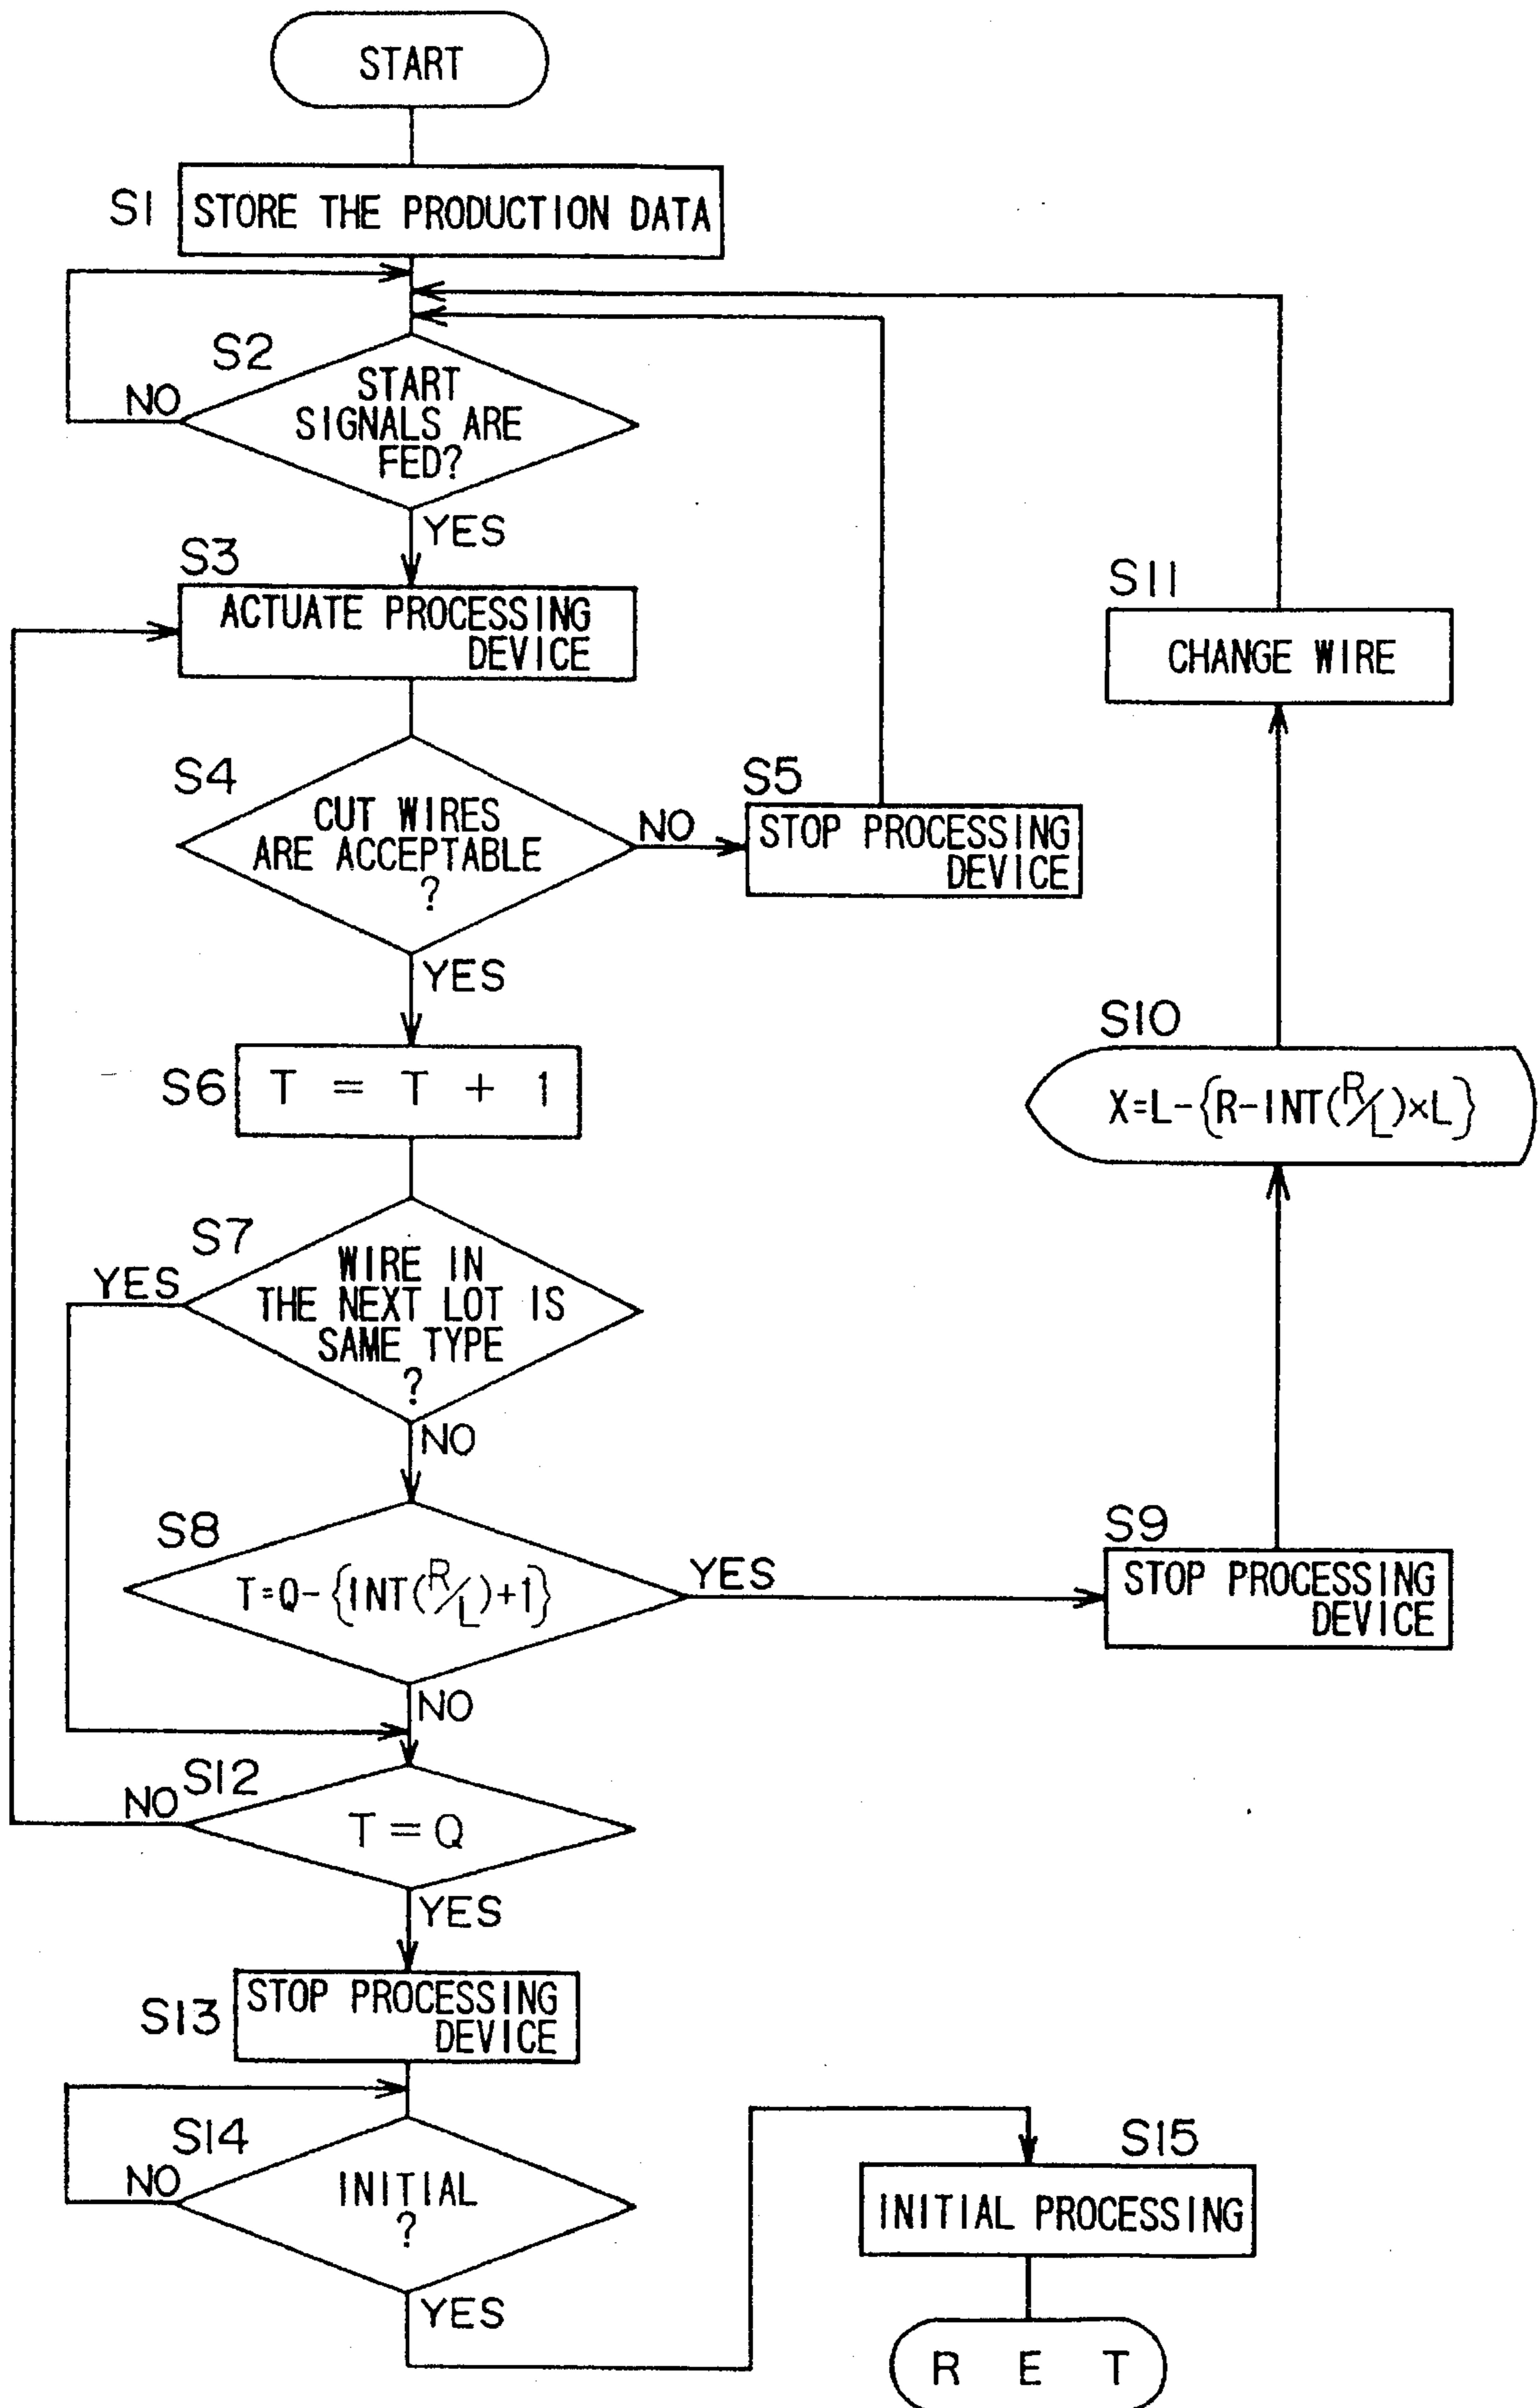 START
S1
STORE THE PRODUCTION DATA
S2
START
SIGNALS ARE
FED?
NO
YES
S3
ACTUATE PROCESSING
DEVICE
S4
CUT WIRES
ARE ACCEPTABLE
?
NO
YES
S5
STOP PROCESSING
DEVICE
S6
T = T + 1
S7
WIRE IN
THE NEXT LOT IS
SAME TYPE
?
YES
NO
S8
T=Q-{INT(R/L)+1}
YES
NO
S9
STOP PROCESSING
DEVICE
S10
X=L-{R-INT(R/L)×L}
S11
CHANGE WIRE
S12
T=Q
NO
YES
S13
STOP PROCESSING
DEVICE
S14
INITIAL
?
NO
YES
S15
INITIAL PROCESSING
R E T